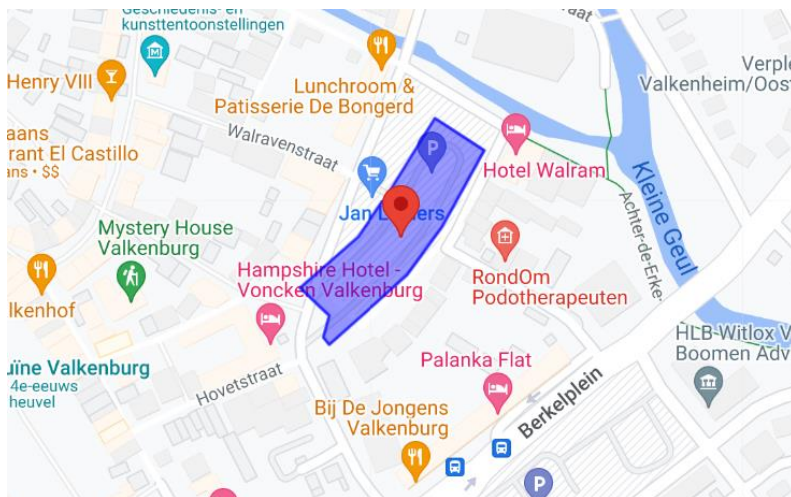 Geschiedenis- en
kunsttentoonstellingen
Henry VIII
Lunchroom &
Patisserie De Bongerd
Walravenstraat
rant El Castillo
ans • $$
Mystery House
Valkenburg
Jan
Hotel Walram
Kleine Geul
Achter-de-Erke
Valkenheim/Oost
P
Hampshire Hotel -
Voncken Valkenburg
RondOm
Podotherapeuten
lkenhof
uïne Valkenburg
4e-eeuws
heuvel
Hovetstraat
Palanka Flat
Bij De Jongens
Valkenburg
Berkelplein
HLB Witlox V
Boomen Adv
P